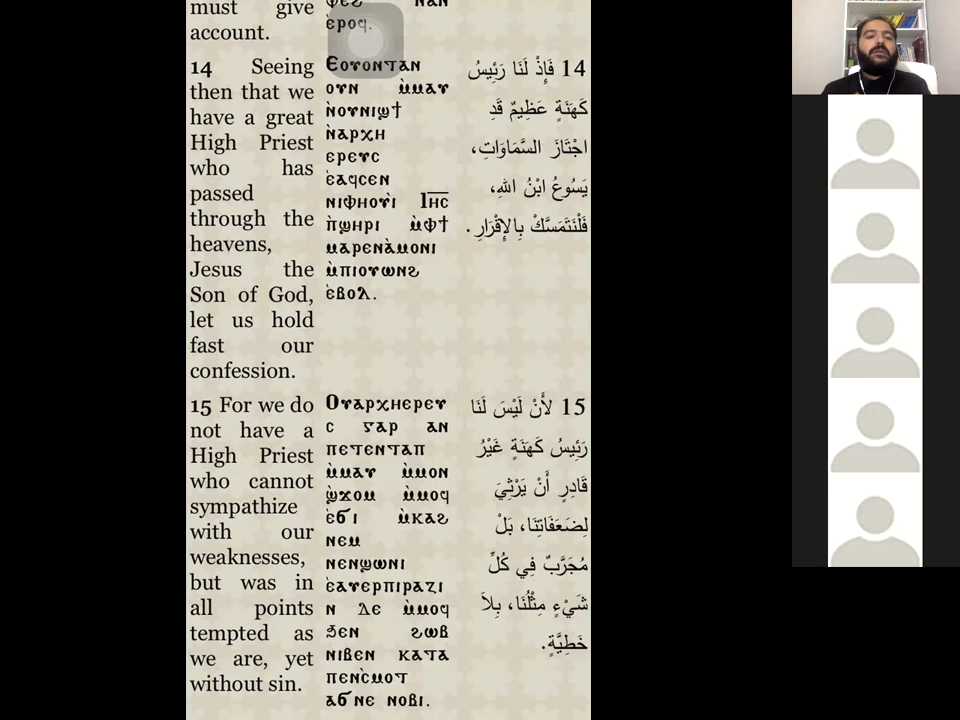 must give
account.
14 Seeing
then that we
have a great
High Priest
who has
passed
through the
heavens,
Jesus the
Son of God,
let us hold
fast our
confession.
15 For we do
not have a
High Priest
who cannot
sympathize
with our
weaknesses,
but was in
all points
tempted as
we are, yet
without sin.
ⲛⲁⲛ
ⲉ̀ⲣⲟϥ.
Ⲉⲟⲩⲟⲛⲧⲁⲛ
ⲟⲩⲛ ⲙ̀ⲙⲁⲩ
ⲛ̀ⲟⲩⲛⲓϣϯ
ⲛ̀ⲁⲣⲭⲏ
ⲉⲣⲉⲩⲥ
ⲉ̀ⲁϥⲥⲉⲛ
ⲛⲓⲫⲏⲟⲩⲓ̀ Ⲓⲏ̅ⲥ̅
ⲡ̀ϣⲏⲣⲓ ⲙ̀Ⲫϯ
ⲙⲁⲣⲉⲛⲁ̀ⲙⲟⲛⲓ
ⲙ̀ⲡⲓⲟⲩⲱⲛϩ
ⲉ̀ⲃⲟⲗ.
Ⲟⲩⲁⲣⲭⲏⲉⲣⲉⲩ
ⲥ ⲅⲁⲣ ⲁⲛ
ⲡⲉⲧⲉⲛⲧⲁⲡ
ⲙ̀ⲙⲁⲩ ⲙ̀ⲙⲟⲛ
ϣ̀ϫⲟⲙ ⲙ̀ⲙⲟϥ
ⲉ̀ϭⲓ ⲙ̀ⲕⲁϩ
ⲛⲉⲙ
ⲛⲉⲛϣⲱⲛⲓ
ⲉ̀ⲁⲩⲉⲣⲡⲓⲣⲁⲍⲓ
ⲛ ⲇⲉ ⲙ̀ⲙⲟϥ
ϧⲉⲛ ϩⲱⲃ
ⲛⲓⲃⲉⲛ ⲕⲁⲧⲁ
ⲡⲉⲛⲥ̀ⲙⲟⲧ
ⲁϭⲛⲉ ⲛⲟⲃⲓ.
14 فَإِذْ لَنَا رَئِيسُ
كَهَنَةٍ عَظِيمٌ قَدِ
اجْتَازَ السَّمَاوَاتِ،
يَسُوعُ ابْنُ اللهِ،
فَلْنَتَمَسَّكْ بِالإِقْرَارِ.
15 لأَنْ لَيْسَ لَنَا
رَئِيسُ كَهَنَةٍ غَيْرُ
قَادِرٍ أَنْ يَرْثِيَ
لِضَعَفَاتِنَا، بَلْ
مُجَرَّبٌ فِي كُلِّ
شَيْءٍ مِثْلُنَا، بِلاَ
خَطِيَّةٍ.